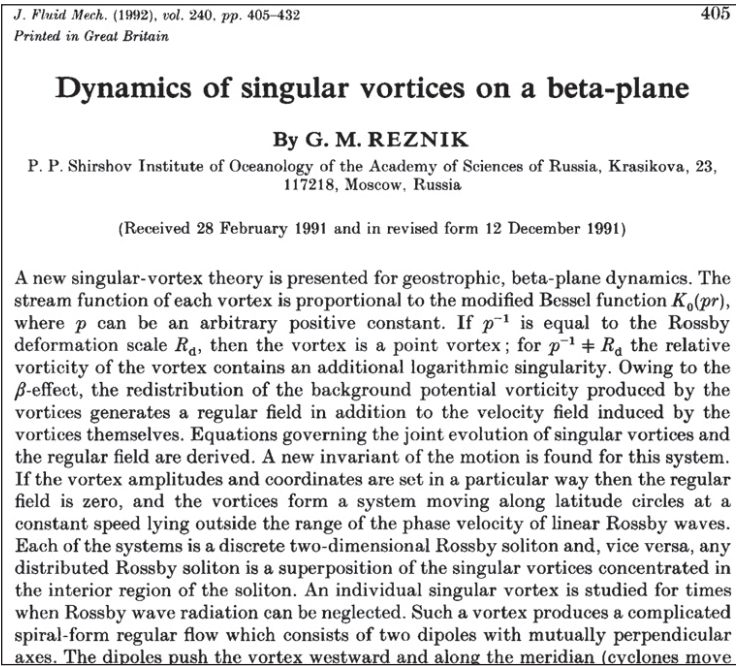 J. Fluid Mech. (1992), vol. 240, pp. 405–432 405
Printed in Great Britain
Dynamics of singular vortices on a beta-plane
By G. M. REZNIK
P. P. Shirshov Institute of Oceanology of the Academy of Sciences of Russia, Krasikova, 23,
117218, Moscow, Russia
(Received 28 February 1991 and in revised form 12 December 1991)
A new singular-vortex theory is presented for geostrophic, beta-plane dynamics. The
stream function of each vortex is proportional to the modified Bessel function K₀(pr),
where p can be an arbitrary positive constant. If p⁻¹ is equal to the Rossby
deformation scale R_d, then the vortex is a point vortex; for p⁻¹ ≠ R_d the relative
vorticity of the vortex contains an additional logarithmic singularity. Owing to the
β-effect, the redistribution of the background potential vorticity produced by the
vortices generates a regular field in addition to the velocity field induced by the
vortices themselves. Equations governing the joint evolution of singular vortices and
the regular field are derived. A new invariant of the motion is found for this system.
If the vortex amplitudes and coordinates are set in a particular way then the regular
field is zero, and the vortices form a system moving along latitude circles at a
constant speed lying outside the range of the phase velocity of linear Rossby waves.
Each of the systems is a discrete two-dimensional Rossby soliton and, vice versa, any
distributed Rossby soliton is a superposition of the singular vortices concentrated in
the interior region of the soliton. An individual singular vortex is studied for times
when Rossby wave radiation can be neglected. Such a vortex produces a complicated
spiral-form regular flow which consists of two dipoles with mutually perpendicular
axes. The dipoles push the vortex westward and along the meridian (cyclones move